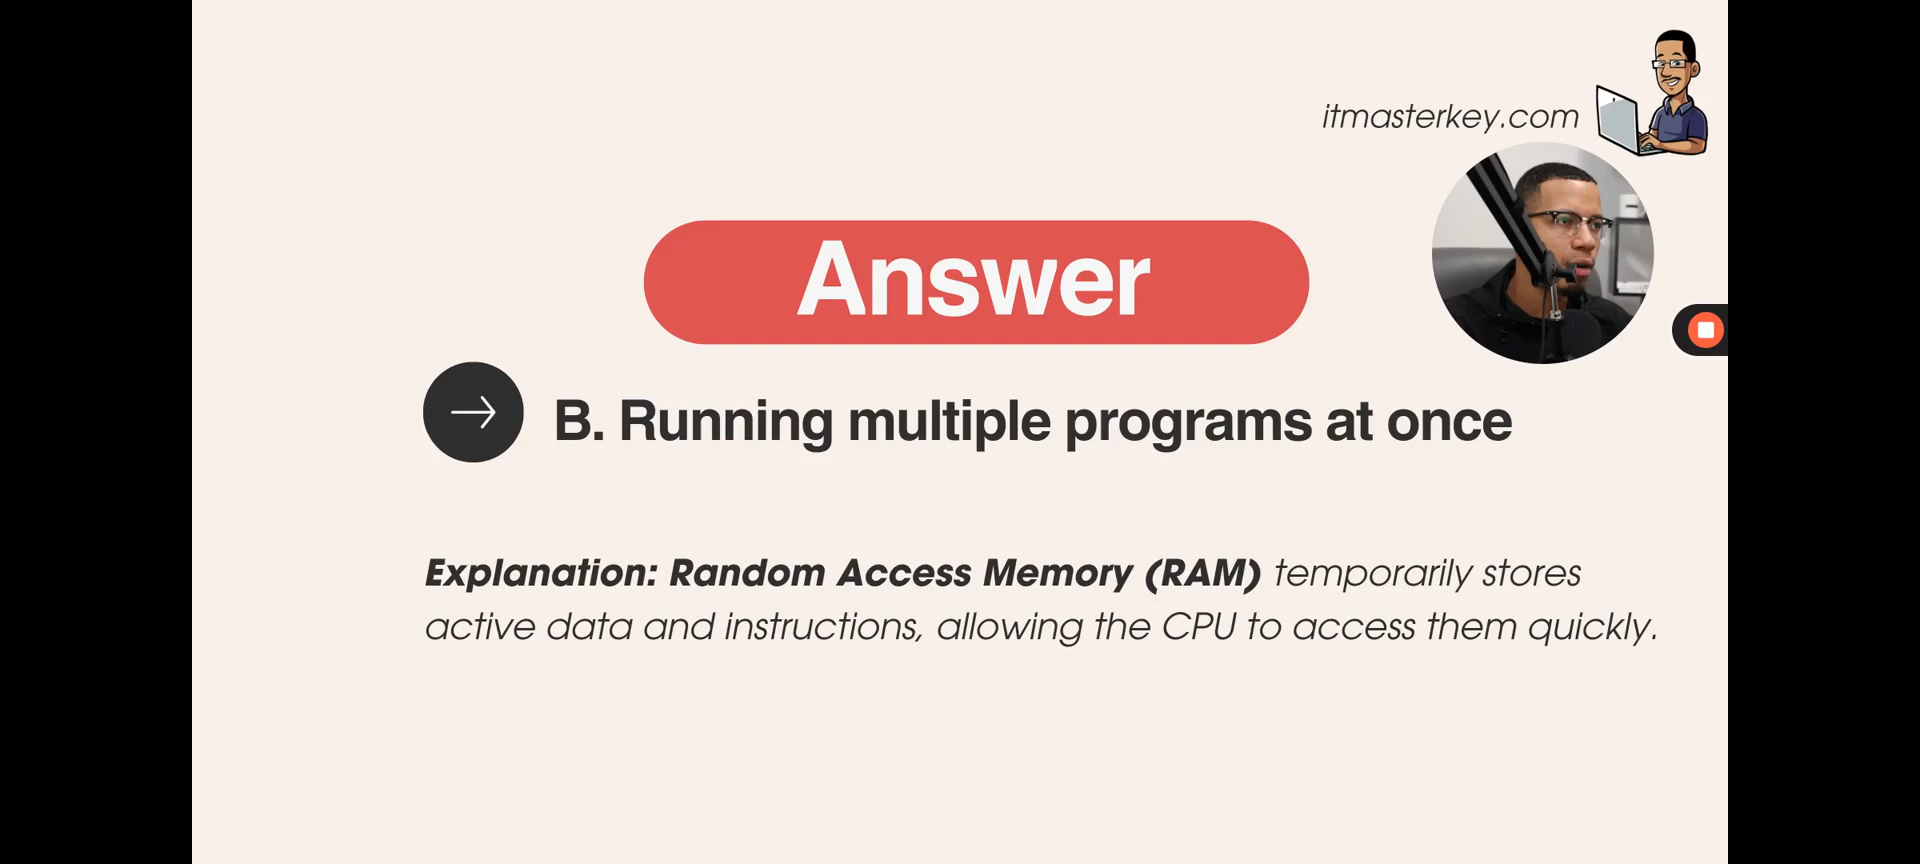 itmasterkey.com
Answer
B. Running multiple programs at once
Explanation: Random Access Memory (RAM) temporarily stores
active data and instructions, allowing the CPU to access them quickly.